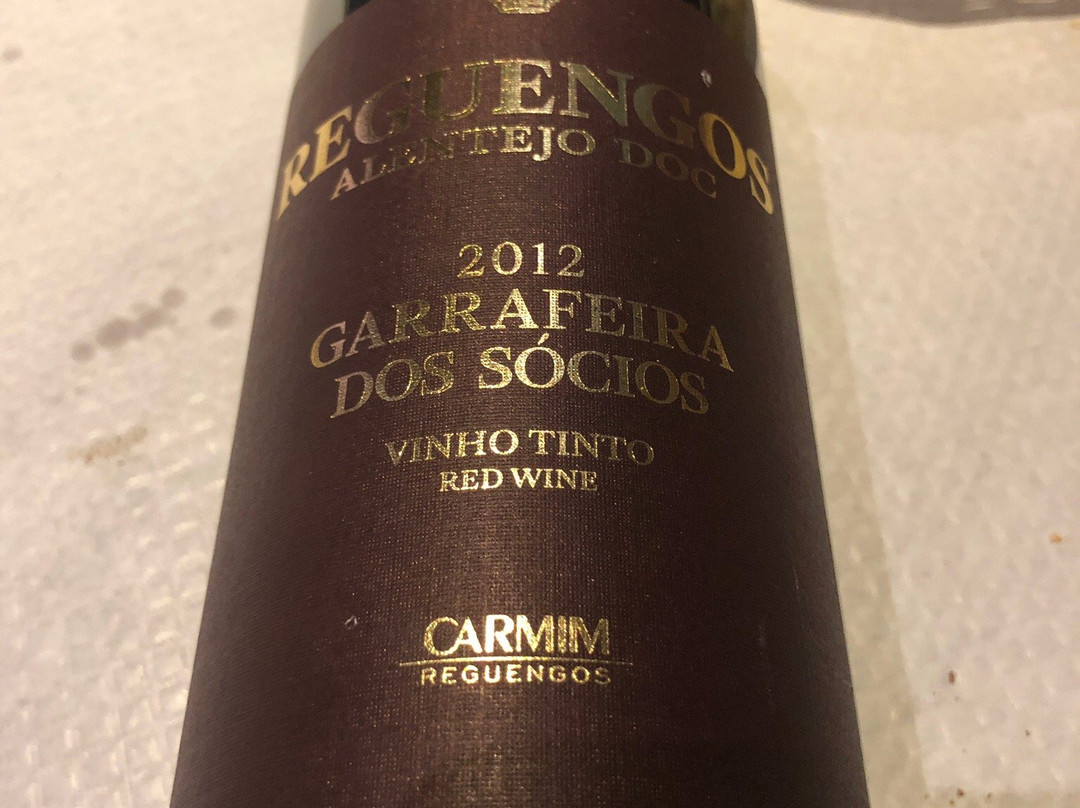 REGUENGOS
ALENTEJO DOC
2012
GARRAFEIRA
DOS SÓCIOS
VINHO TINTO
RED WINE
CARMIM
REGUENGOS